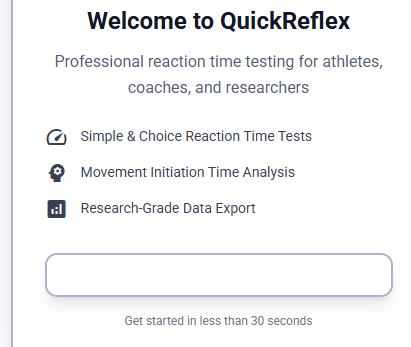 Welcome to QuickReflex
Professional reaction time testing for athletes,
coaches, and researchers
Simple & Choice Reaction Time Tests
Movement Initiation Time Analysis
Research-Grade Data Export
Get started in less than 30 seconds